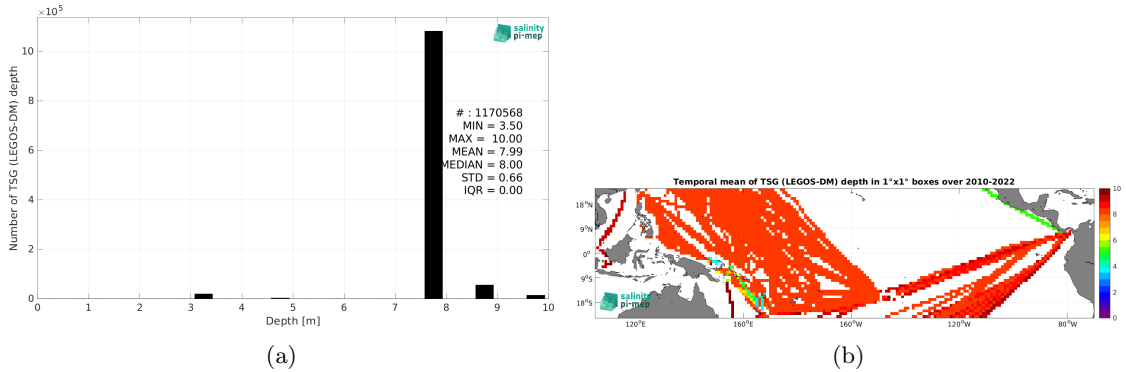 ×10⁵
10
8
6
4
2
0
Number of TSG (LEGOS-DM) depth
0 1 2 3 4 5 6 7 8 9 10
Depth [m]
salinity
pi-mep
# : 1170568
MIN = 3.50
MAX = 10.00
MEAN = 7.99
MEDIAN = 8.00
STD = 0.66
IQR = 0.00
(a)
Temporal mean of TSG (LEGOS-DM) depth in 1°x1° boxes over 2010-2022
18°N
9°N
0°
9°S
18°S
120°E 160°E 160°W 120°W 80°W
salinity
pi-mep
10
8
6
4
2
0
(b)